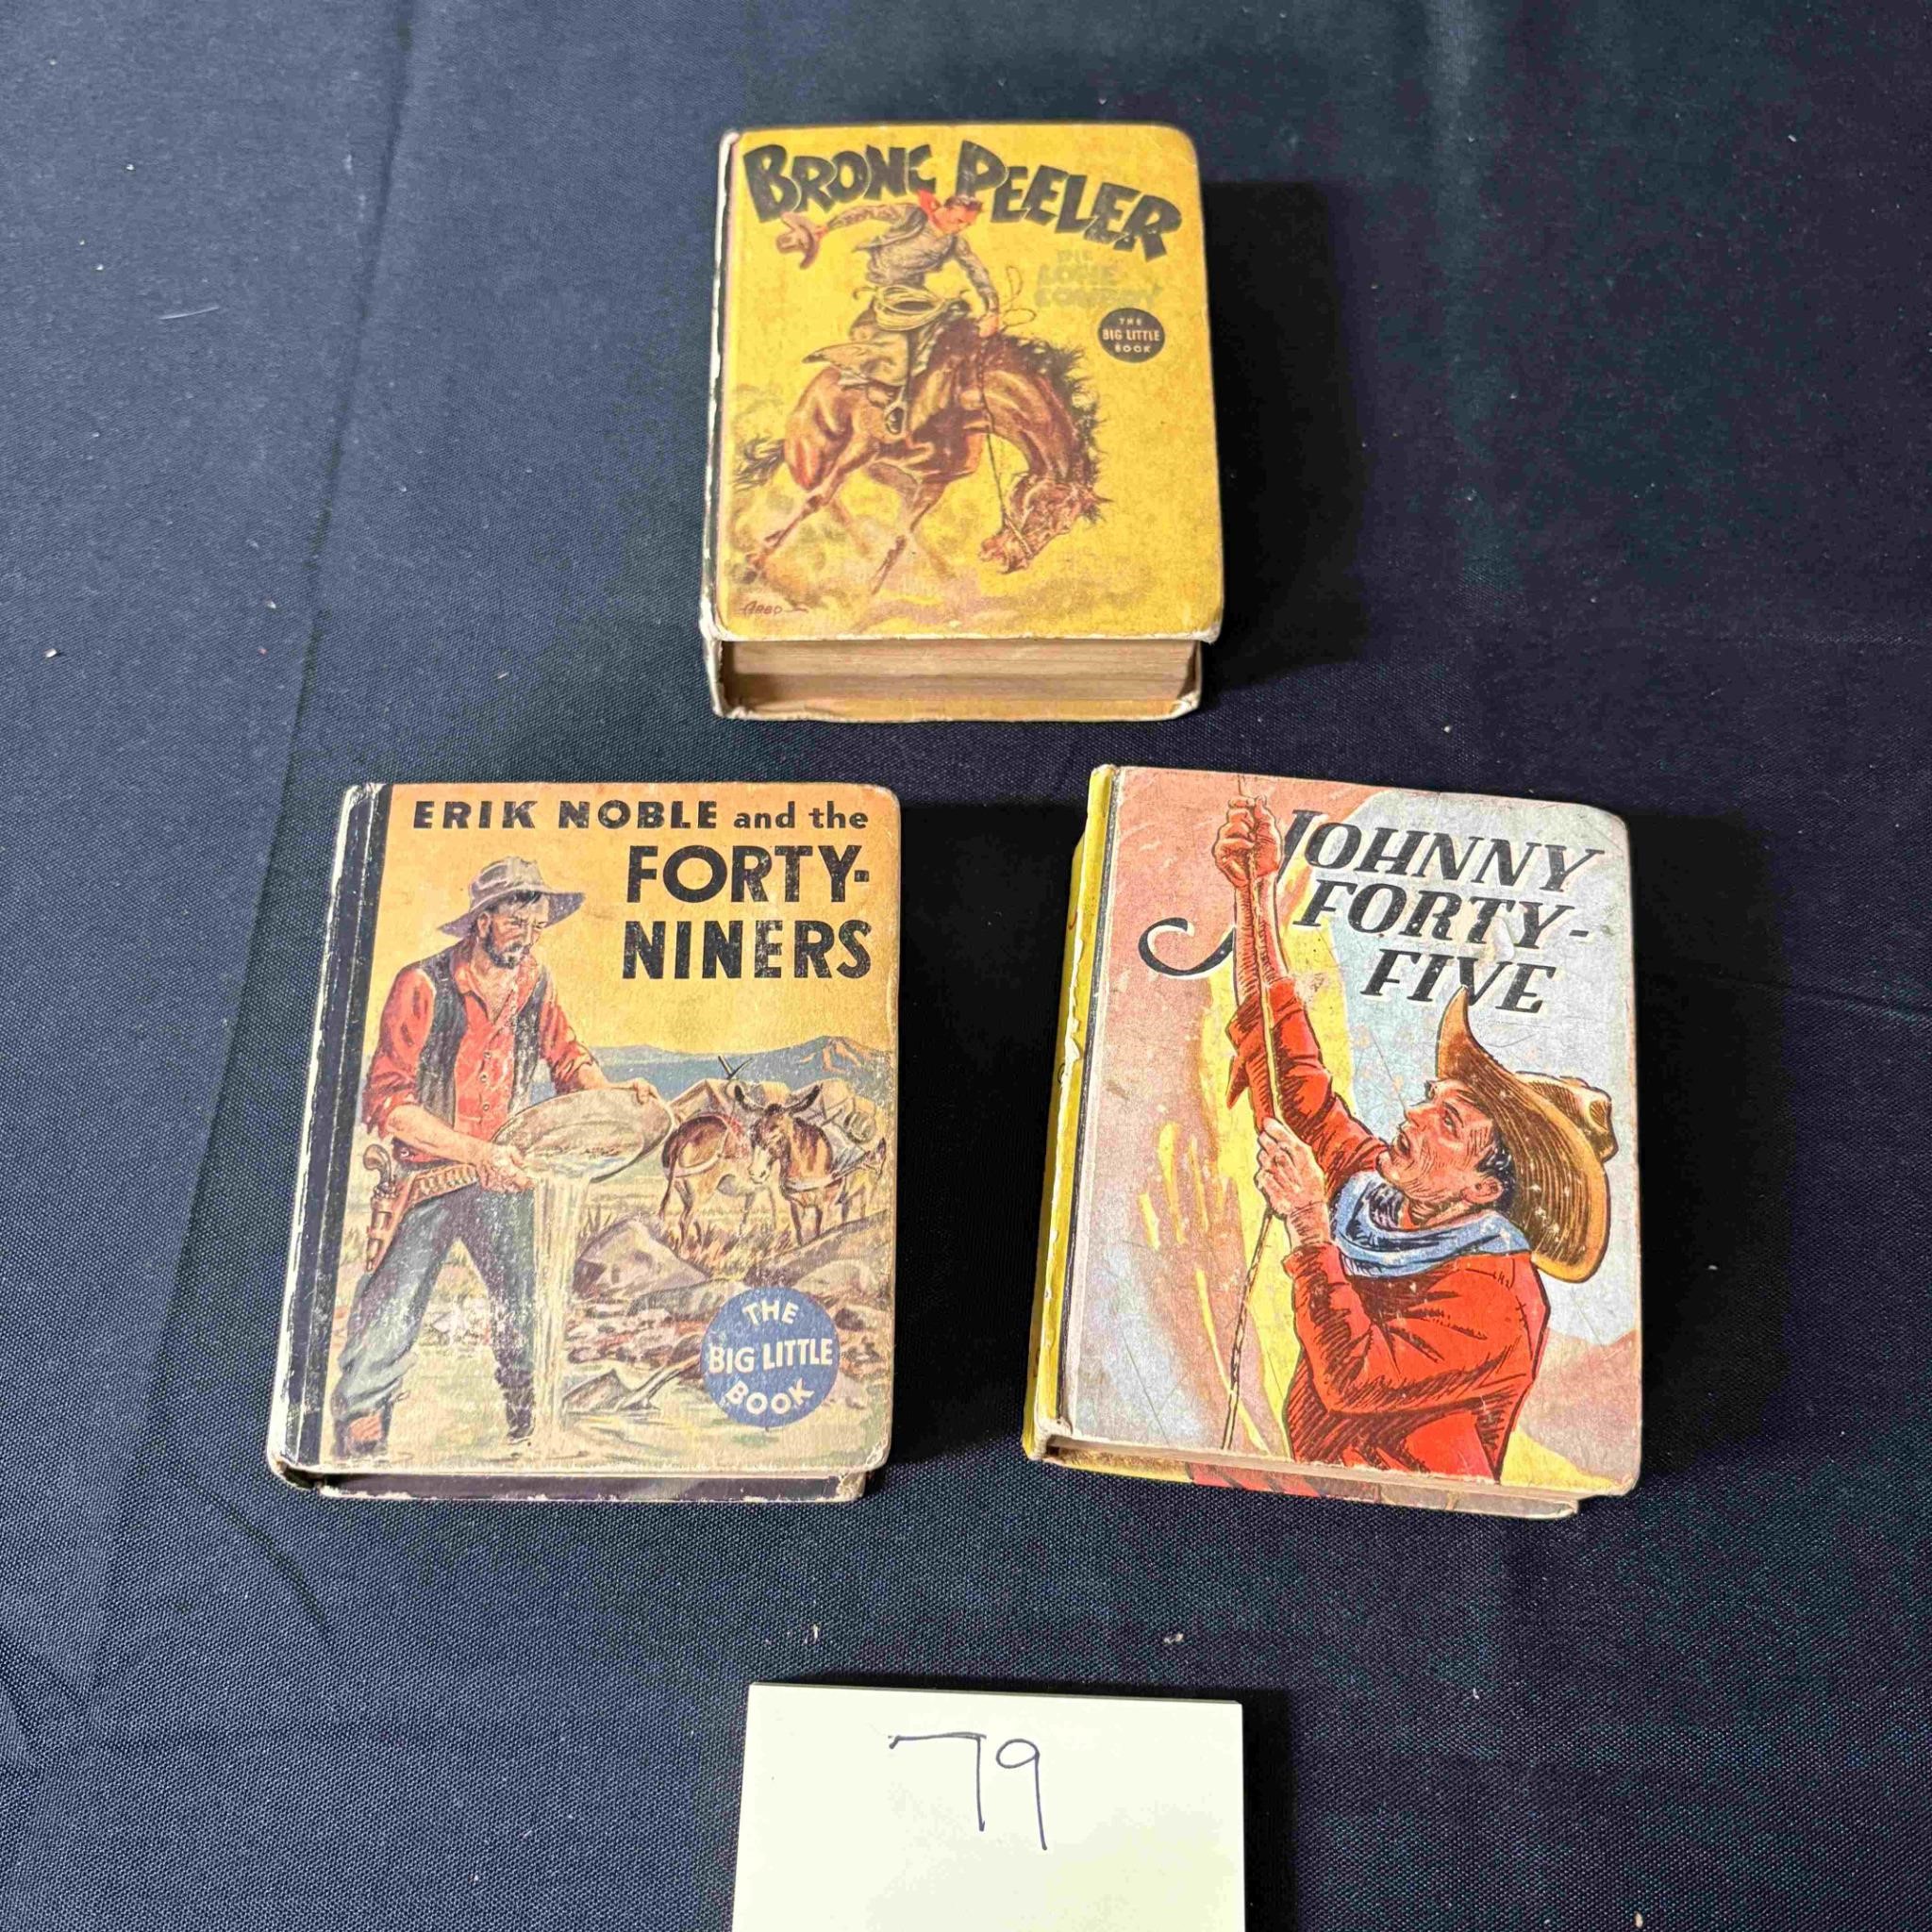 BRONC PEELER
THE
LONE
COWBOY
THE
BIG LITTLE
BOOK
ERIK NOBLE and the
FORTY-
NINERS
THE
BIG LITTLE
BOOK
JOHNNY
FORTY-
FIVE
79